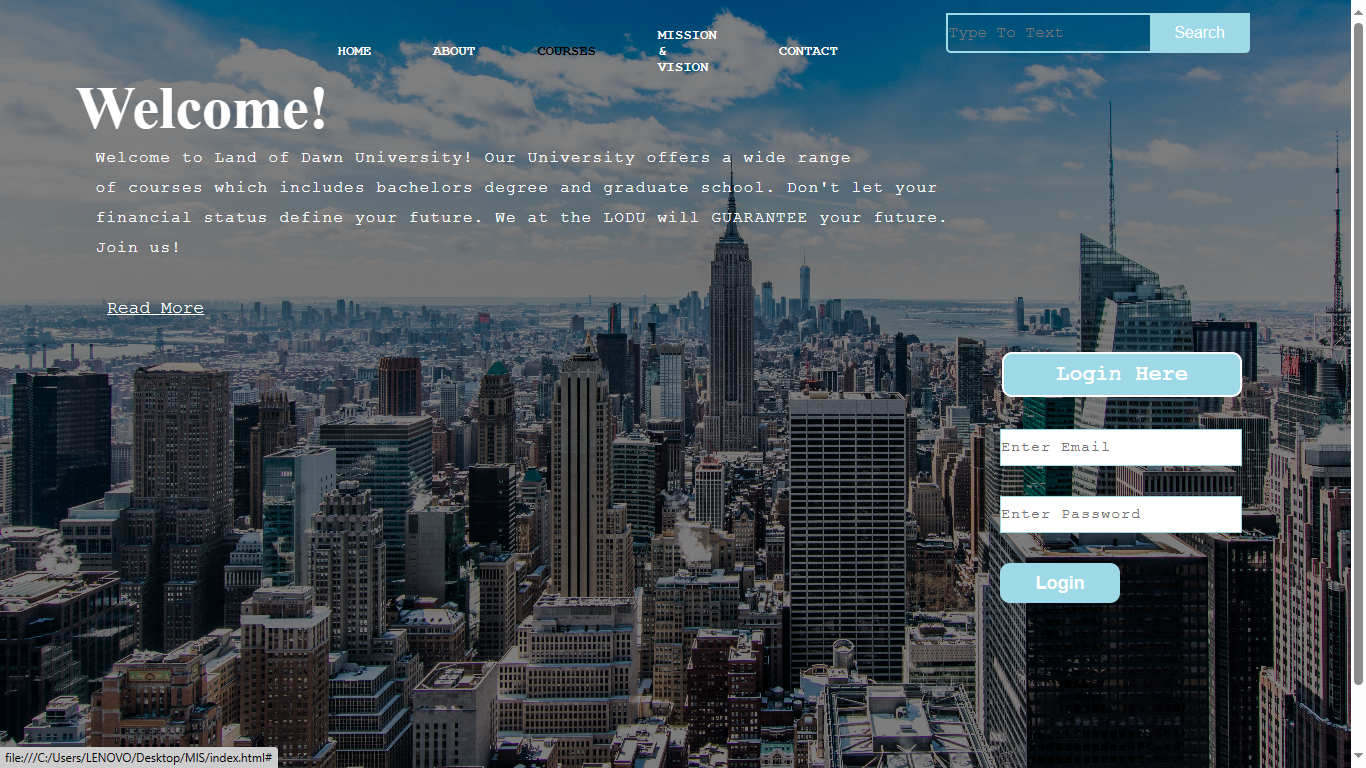 HOME ABOUT COURSES MISSION & VISION CONTACT
Type To Text Search
Welcome!
Welcome to Land of Dawn University! Our University offers a wide range
of courses which includes bachelors degree and graduate school. Don't let your
financial status define your future. We at the LODU will GUARANTEE your future.
Join us!
Read More
Login Here
Enter Email
Enter Password
Login
file:///C:/Users/LENOVO/Desktop/MIS/index.html#